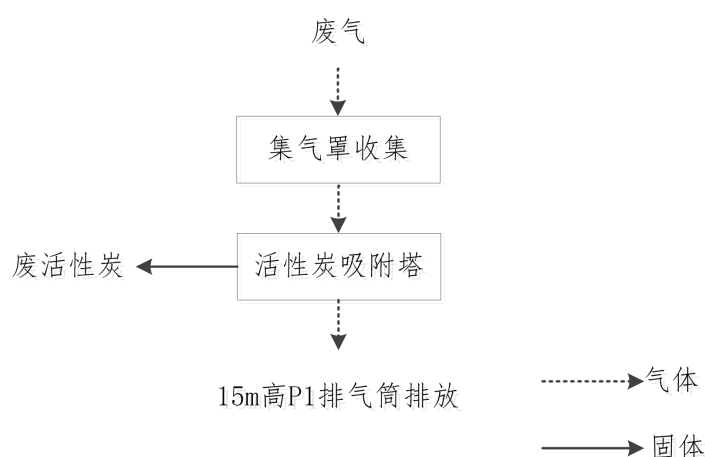 废气
集气罩收集
废活性炭
活性炭吸附塔
15m高P1排气筒排放
气体
固体